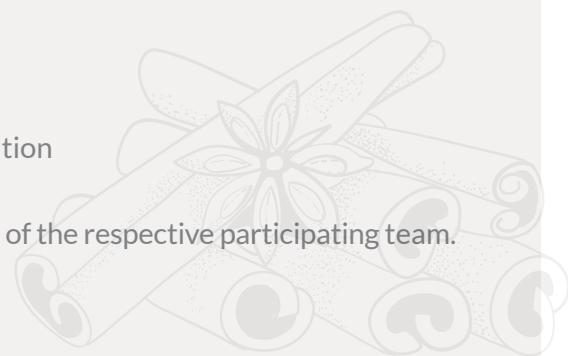 tion
of the respective participating team.